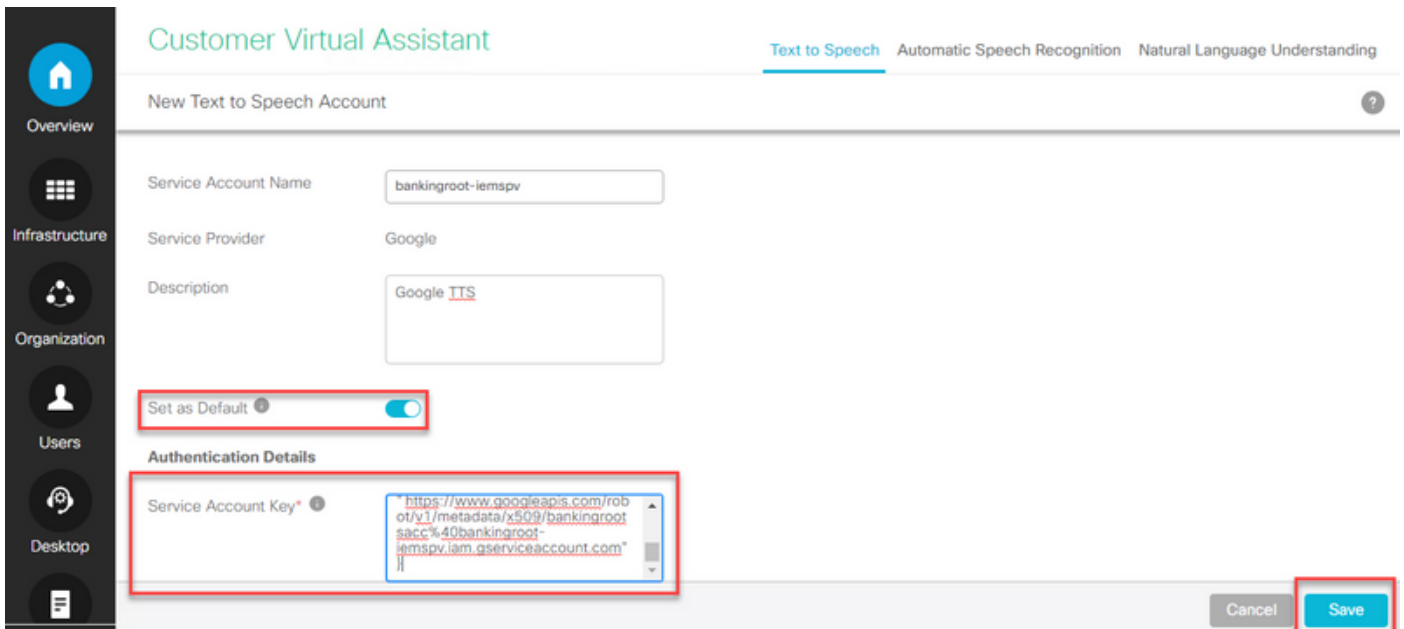 Customer Virtual Assistant
Text to Speech Automatic Speech Recognition Natural Language Understanding
New Text to Speech Account
?
Overview
Service Account Name bankingroot-iemspv
Infrastructure
Service Provider Google
Description Google TTS
Organization
Set as Default
Users
Authentication Details
Service Account Key*
"https://www.googleapis.com/rob
ot/v1/metadata/x509/bankingroot
sacc%40bankingroot-
iemspv.iam.gserviceaccount.com"
}
Desktop
Cancel Save